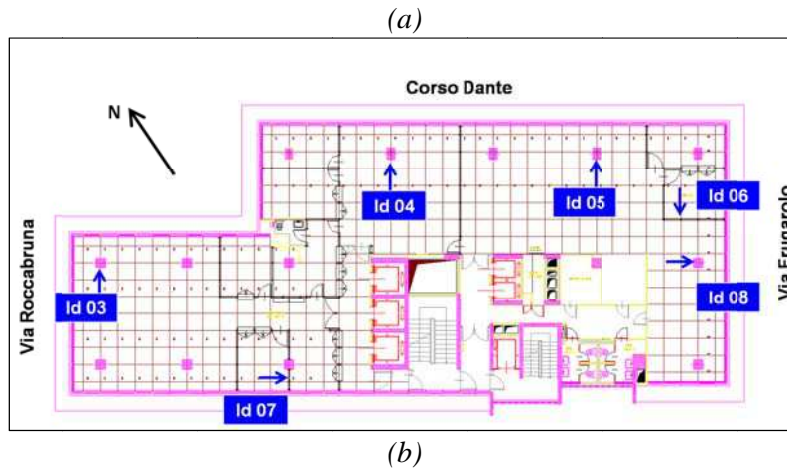 (a)
Corso Dante
N
Id 04
Id 05
Id 06
Via Roccabruna
Id 03
Id 08
Via Frugarolo
Id 07
(b)